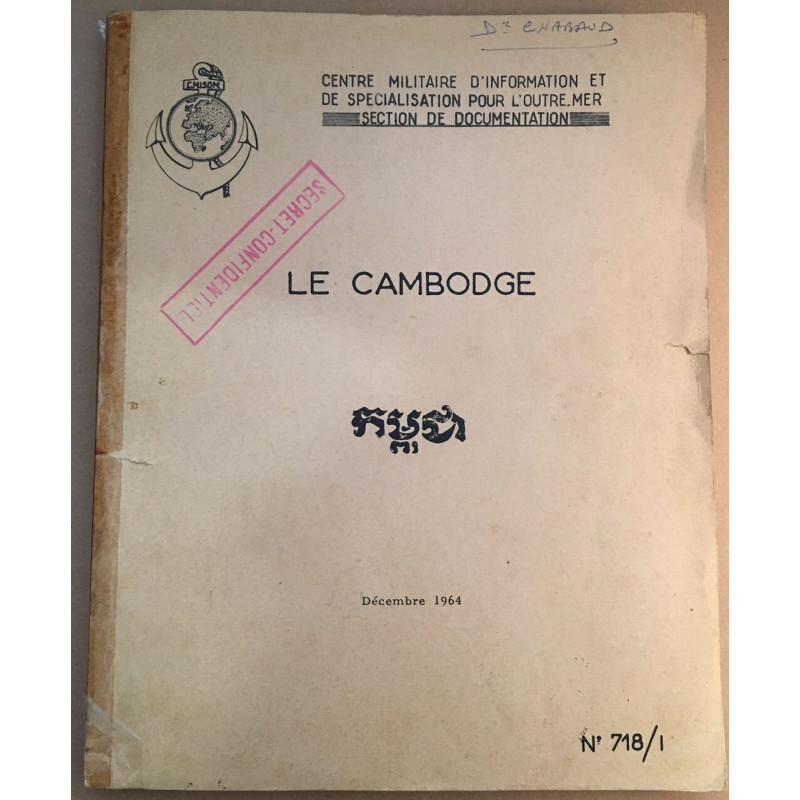 Dr CHABAUD
C.M.I.S.O.M.
CENTRE MILITAIRE D'INFORMATION ET
DE SPECIALISATION POUR L'OUTRE-MER
SECTION DE DOCUMENTATION
SECRET-CONFIDENTIEL
LE CAMBODGE
កម្ពុជា
Décembre 1964
N° 718/1